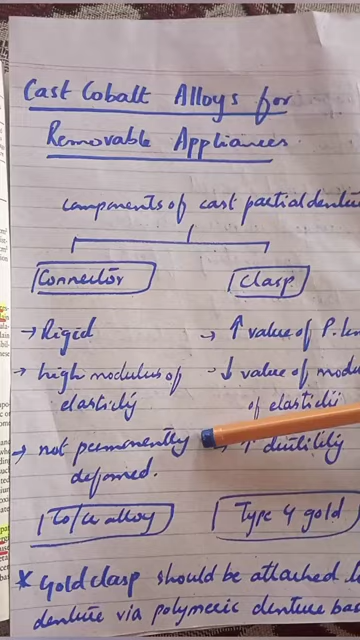 Cast Cobalt Alloys for
Removable Appliances
components of cast partial denture
Connector
Clasp
→ Rigid
→ ↑ value of P.
→ high modulus of
elasticity
→ ↓ value of
of elasticity
→ not permanently
deformed.
→ ↑ ductility
Co/Cr alloy
Type 4 gold
* Gold clasp should be attached
denture via polymeric denture